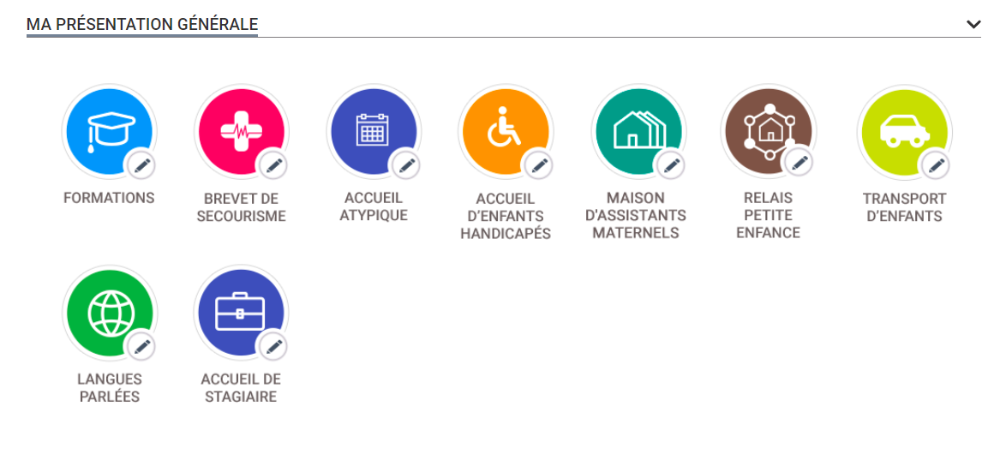 MA PRÉSENTATION GÉNÉRALE
FORMATIONS
BREVET DE
SECOURISME
ACCUEIL
ATYPIQUE
ACCUEIL
D’ENFANTS
HANDICAPÉS
MAISON
D'ASSISTANTS
MATERNELS
RELAIS
PETITE
ENFANCE
TRANSPORT
D’ENFANTS
LANGUES
PARLÉES
ACCUEIL DE
STAGIAIRE